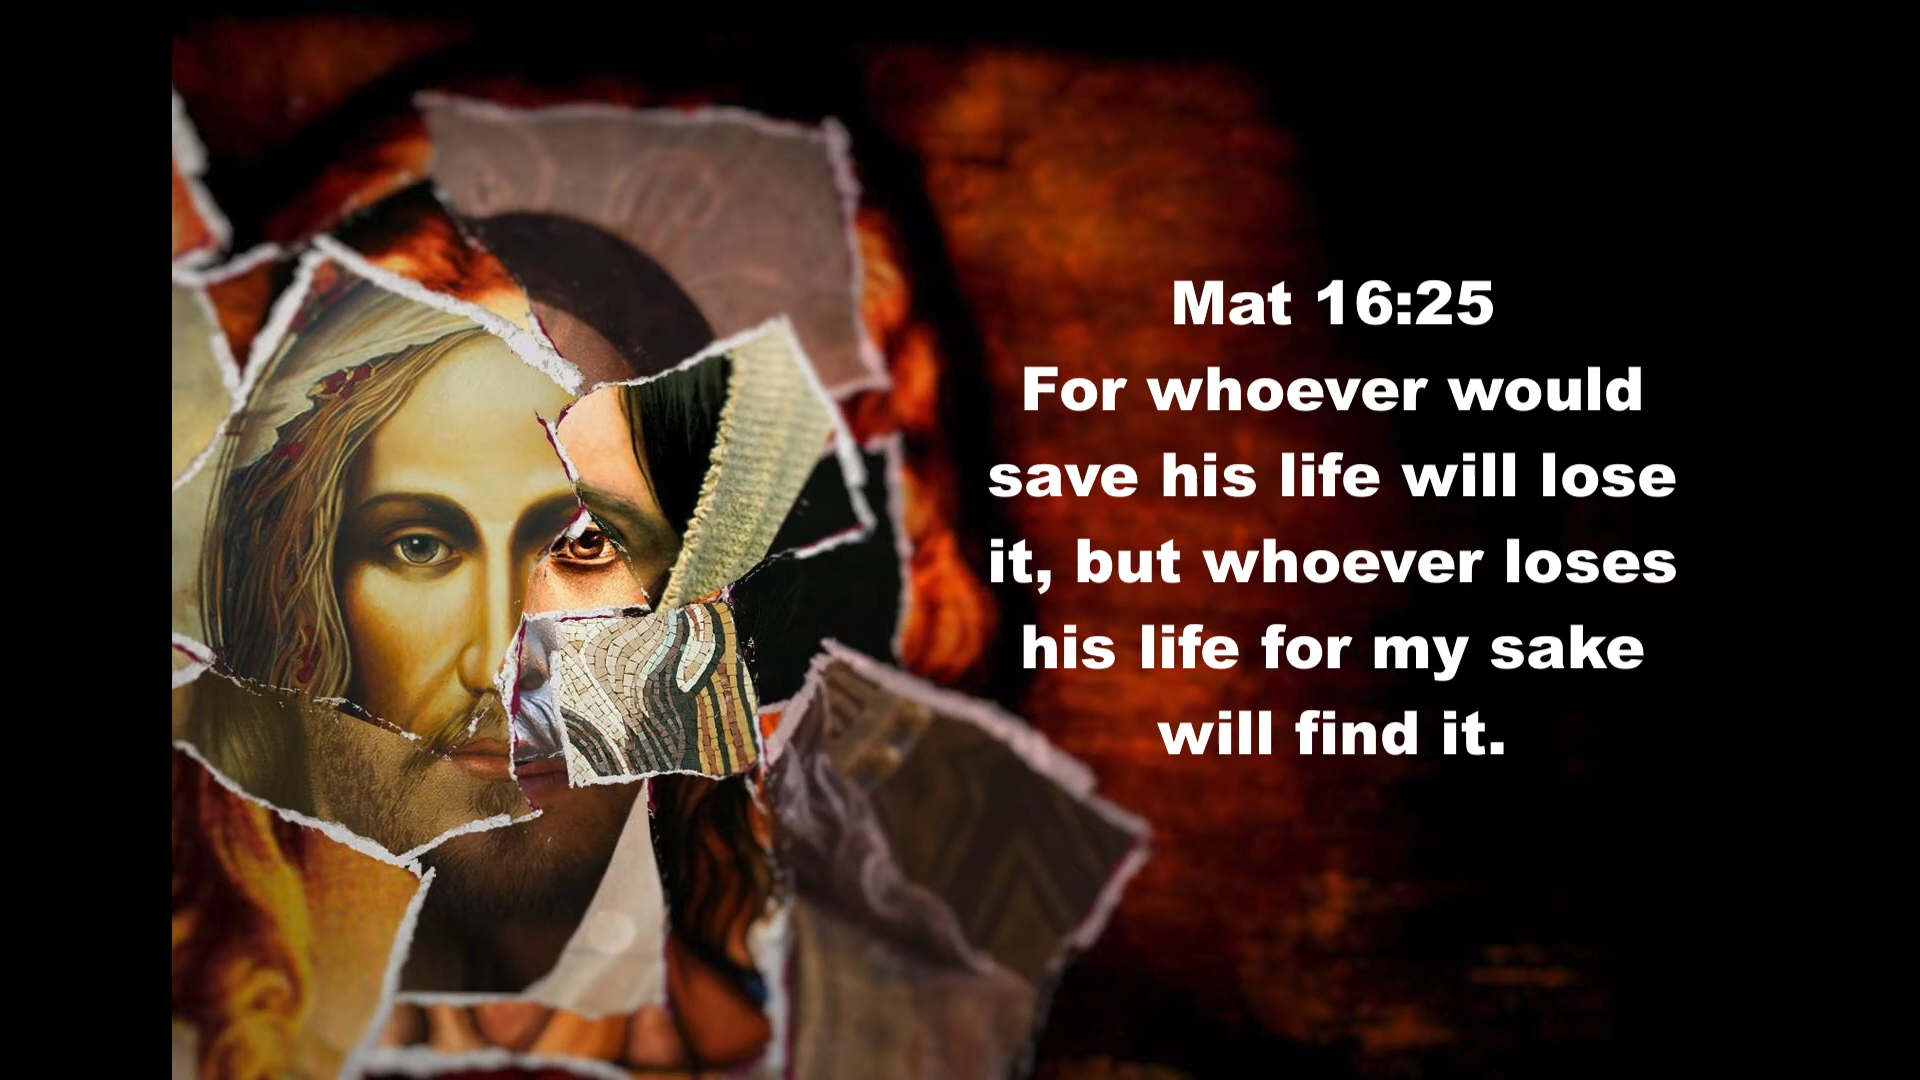 Mat 16:25
For whoever would
save his life will lose
it, but whoever loses
his life for my sake
will find it.